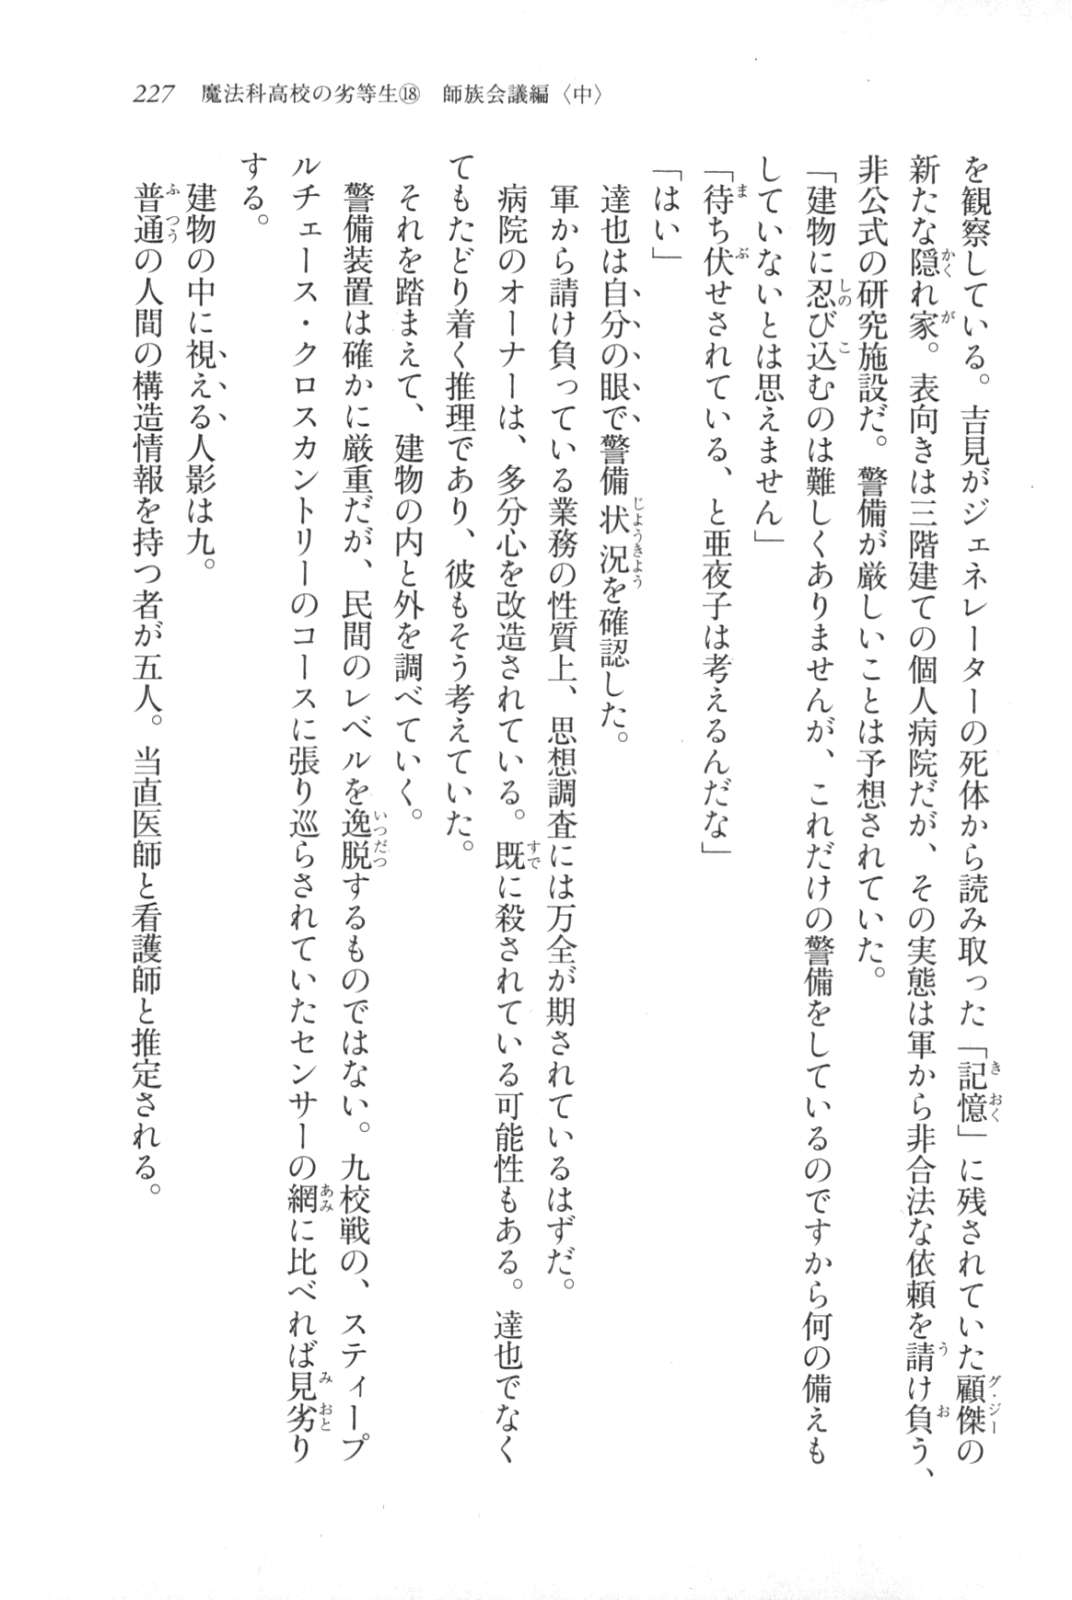 227　魔法科高校の劣等生⑱　師族会議編〈中〉
を観察している。吉見がジェネレーターの死体から読み取った「記憶」に残されていた顧傑の
新たな隠れ家。表向きは三階建ての個人病院だが、その実態は軍から非合法な依頼を請け負う、
非公式の研究施設だ。警備が厳しいことは予想されていた。
「建物に忍び込むのは難しくありませんが、これだけの警備をしているのですから何の備えも
していないとは思えません」
「待ち伏せされている、と亜夜子は考えるんだな」
「はい」
達也は自分の眼で警備状況を確認した。
軍から請け負っている業務の性質上、思想調査には万全が期されているはずだ。
病院のオーナーは、多分心を改造されている。既に殺されている可能性もある。達也でなく
てもたどり着く推理であり、彼もそう考えていた。
それを踏まえて、建物の内と外を調べていく。
警備装置は確かに厳重だが、民間のレベルを逸脱するものではない。九校戦の、スティープ
ルチェース・クロスカントリーのコースに張り巡らされていたセンサーの網に比べれば見劣り
する。
建物の中に視える人影は九。
普通の人間の構造情報を持つ者が五人。当直医師と看護師と推定される。